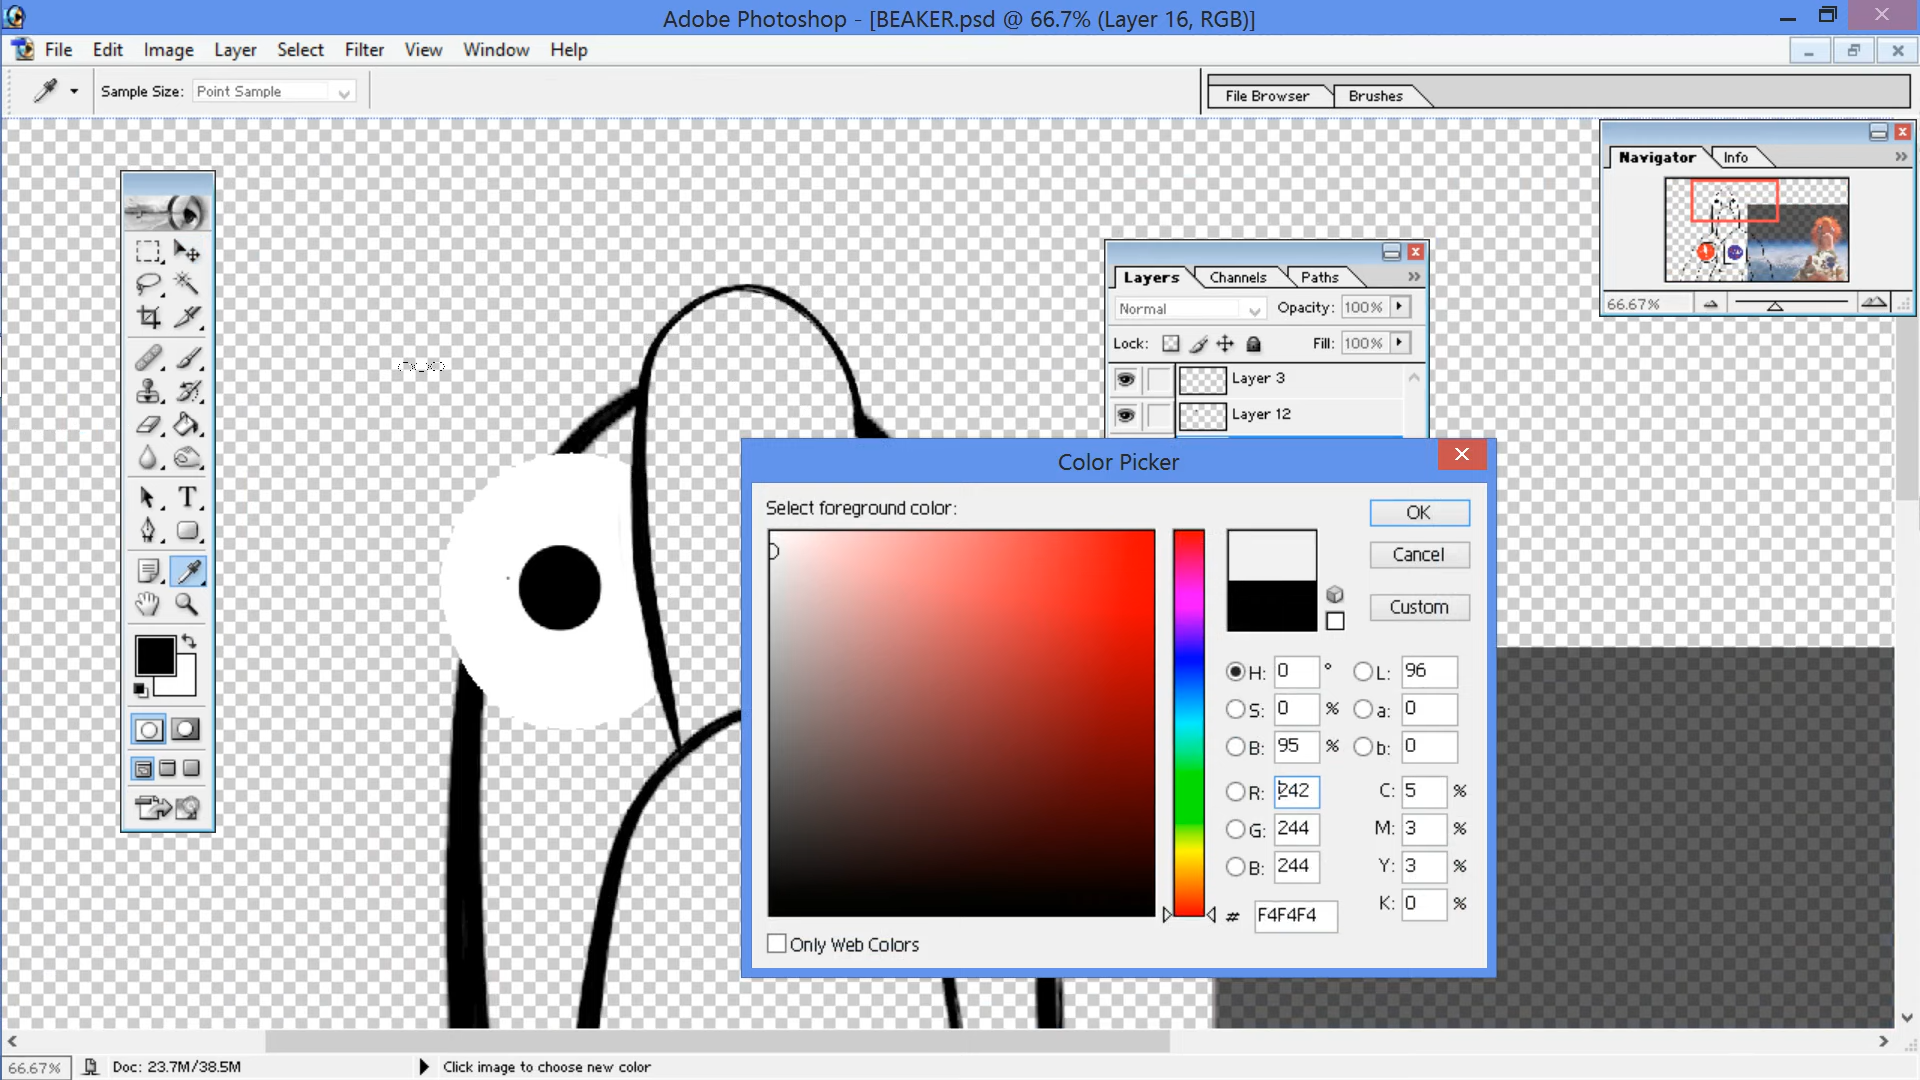 Adobe Photoshop - [BEAKER.psd @ 66.7% (Layer 16, RGB)]
File Edit Image Layer Select Filter View Window Help
Sample Size: Point Sample
File Browser Brushes
Navigator Info
66.67%
Layers Channels Paths
Normal Opacity: 100%
Lock: Fill: 100%
Layer 3
Layer 12
Color Picker
Select foreground color:
OK
Cancel
Custom
H: 0 ° L: 96
S: 0 % a: 0
B: 95 % b: 0
R: 242 C: 5 %
G: 244 M: 3 %
B: 244 Y: 3 %
K: 0 %
# F4F4F4
Only Web Colors
T
66.67% Doc: 23.7M/38.5M Click image to choose new color